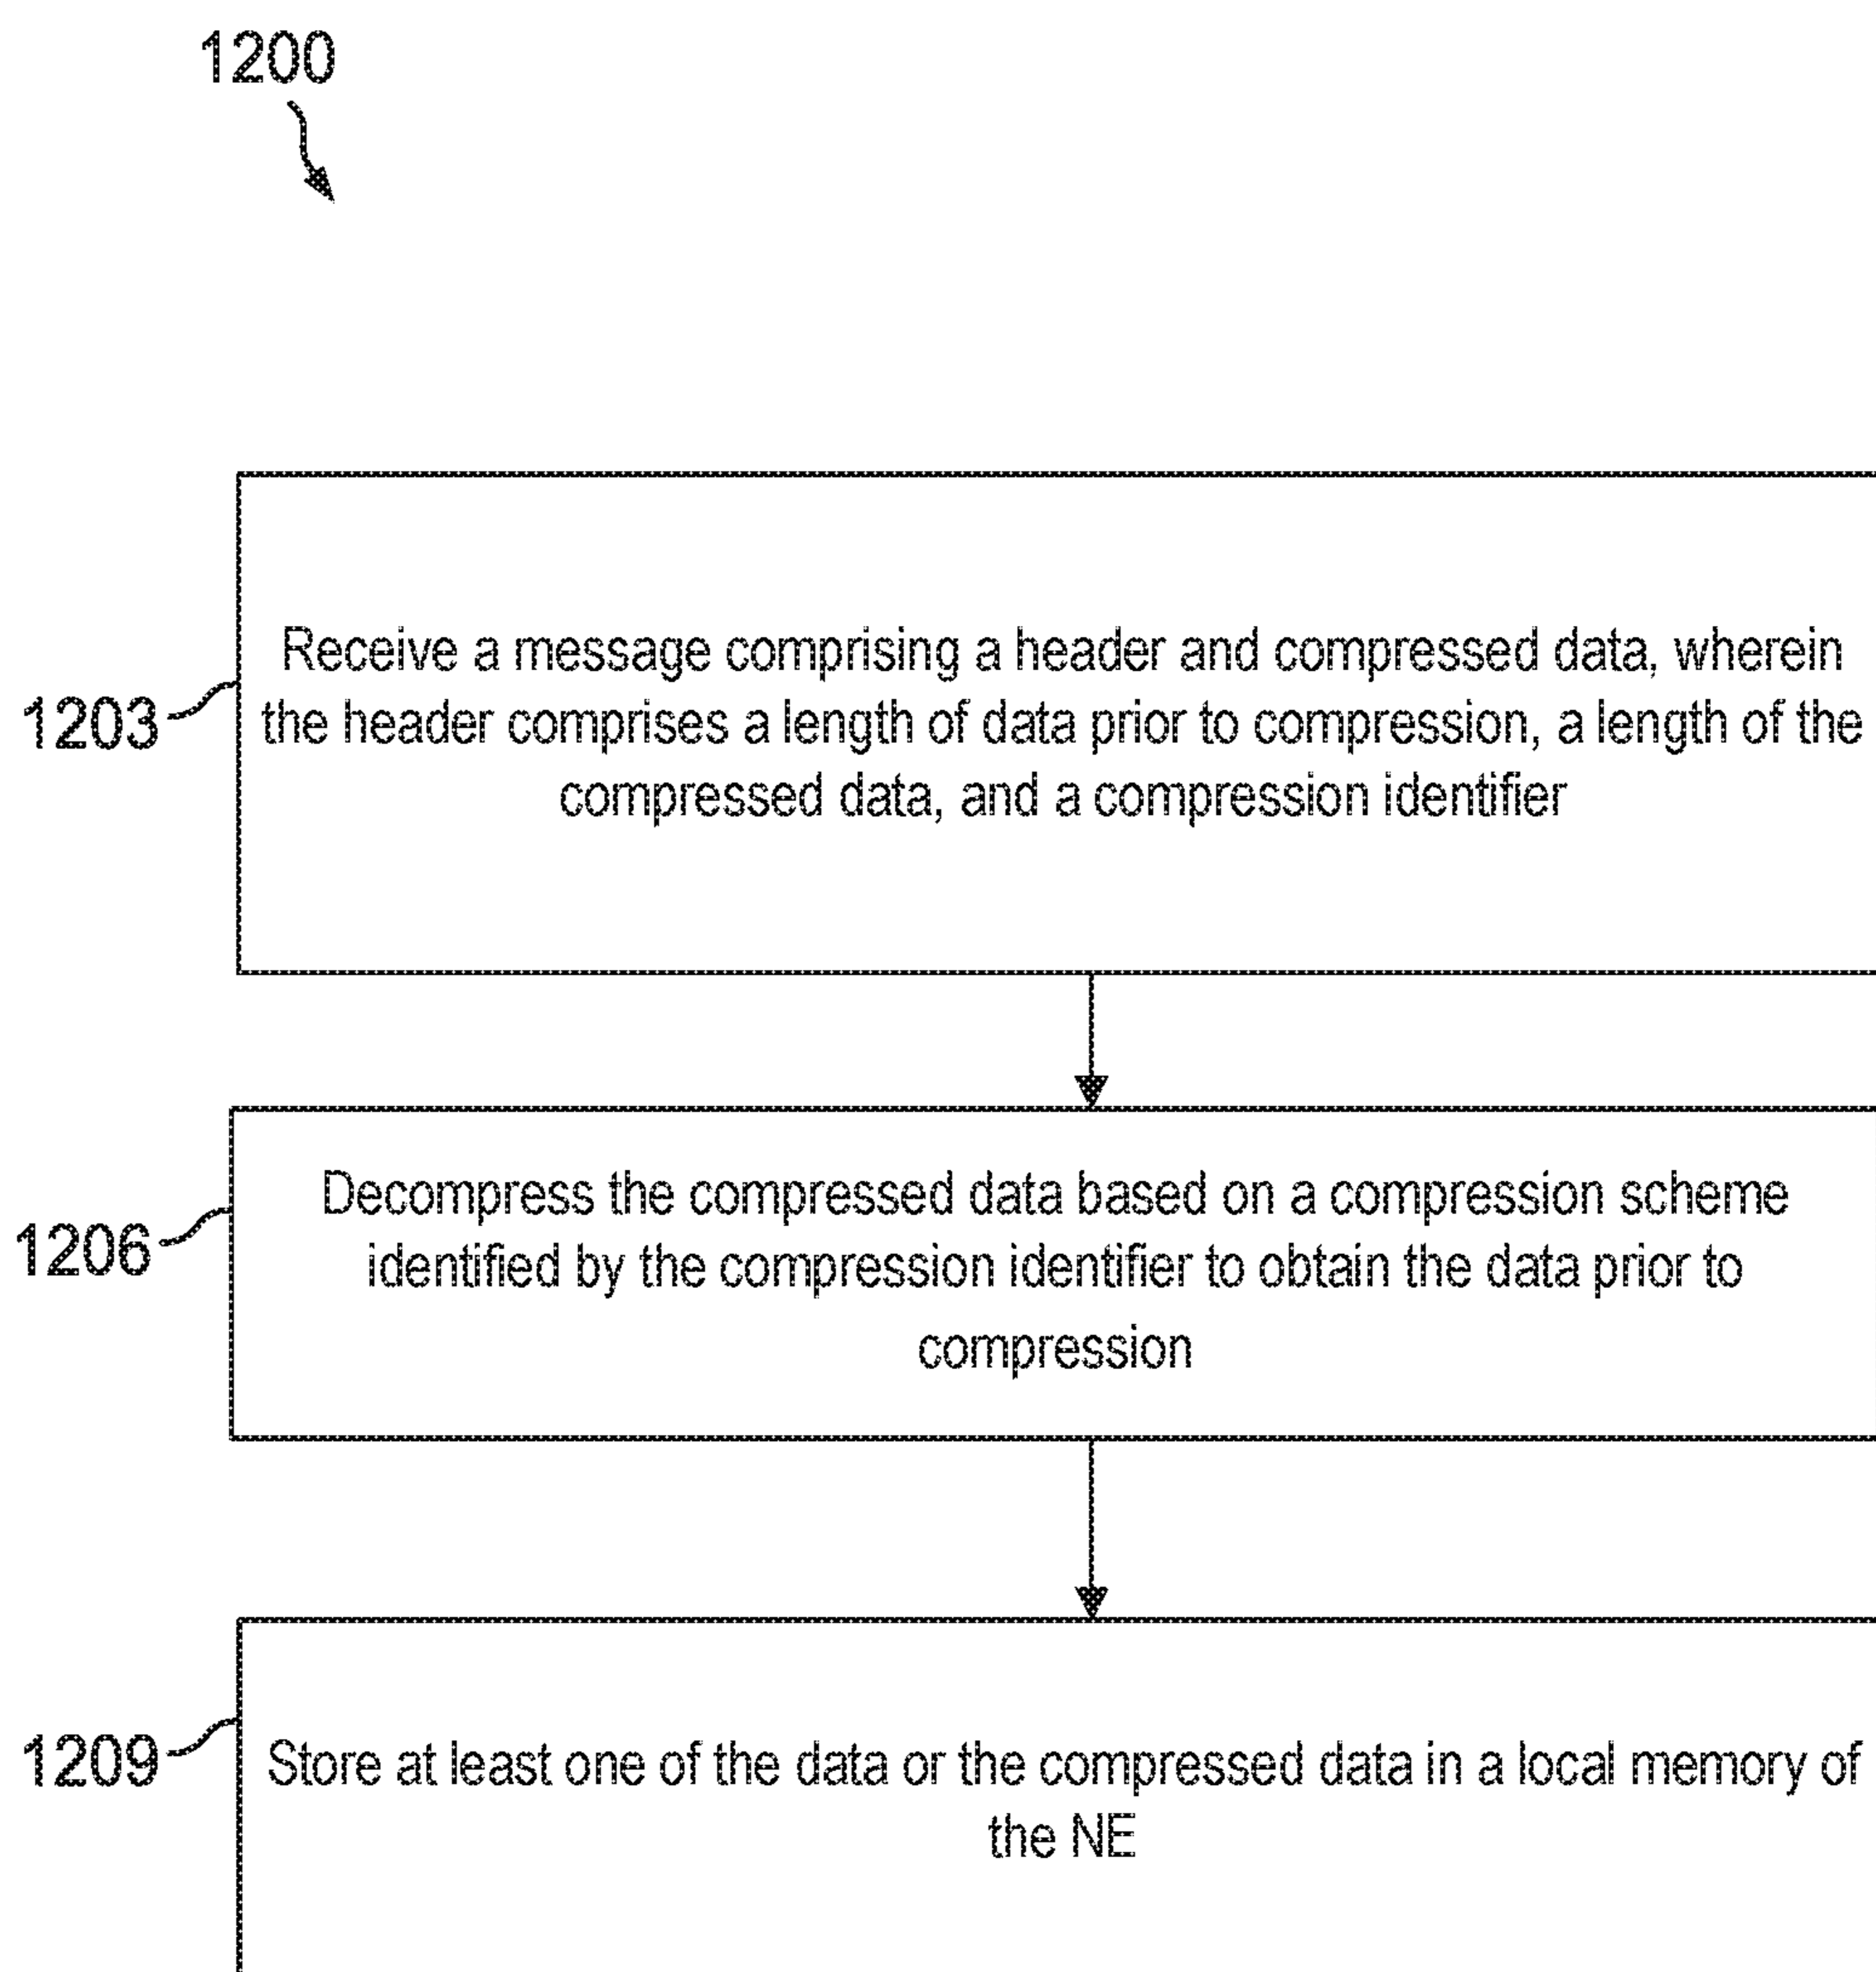 1200
1203
Receive a message comprising a header and compressed data, wherein
the header comprises a length of data prior to compression, a length of the
compressed data, and a compression identifier
1206
Decompress the compressed data based on a compression scheme
identified by the compression identifier to obtain the data prior to
compression
1209
Store at least one of the data or the compressed data in a local memory of
the NE